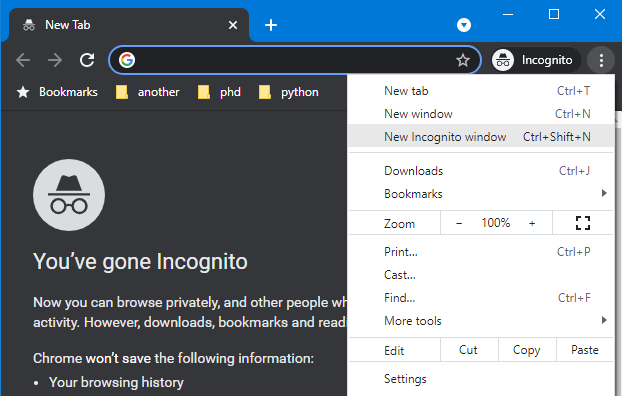 New Tab
Incognito
Bookmarks another phd python
New tab Ctrl+T
New window Ctrl+N
New Incognito window Ctrl+Shift+N
Downloads Ctrl+J
Bookmarks
Zoom − 100% +
Print... Ctrl+P
Cast...
Find... Ctrl+F
More tools
Edit Cut Copy Paste
Settings
You've gone Incognito
Now you can browse privately, and other people
activity. However, downloads, bookmarks and
Chrome won't save the following information:
• Your browsing history